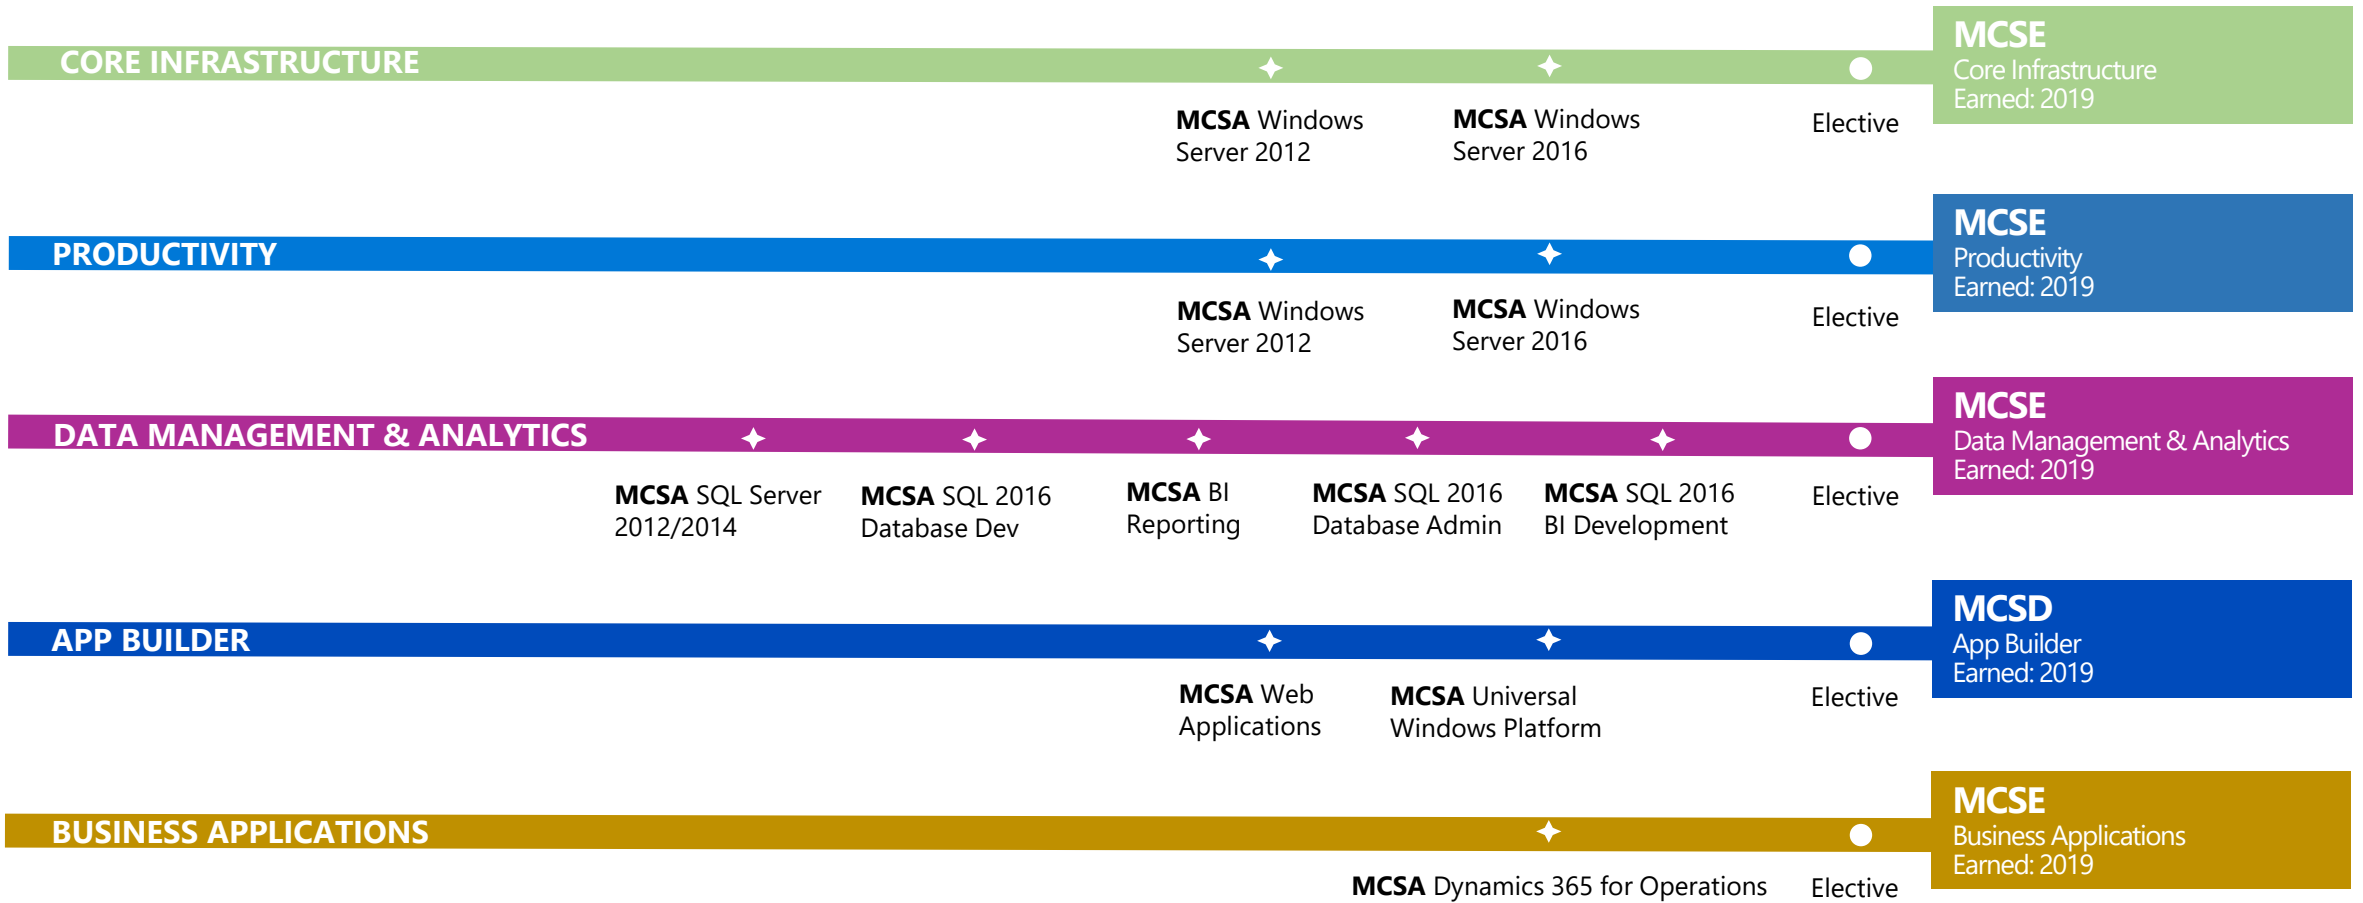 CORE INFRASTRUCTURE
MCSE
Core Infrastructure
Earned: 2019
MCSA Windows
Server 2012
MCSA Windows
Server 2016
Elective
PRODUCTIVITY
MCSE
Productivity
Earned: 2019
MCSA Windows
Server 2012
MCSA Windows
Server 2016
Elective
DATA MANAGEMENT & ANALYTICS
MCSE
Data Management & Analytics
Earned: 2019
MCSA SQL Server
2012/2014
MCSA SQL 2016
Database Dev
MCSA BI
Reporting
MCSA SQL 2016
Database Admin
MCSA SQL 2016
BI Development
Elective
APP BUILDER
MCSD
App Builder
Earned: 2019
MCSA Web
Applications
MCSA Universal
Windows Platform
Elective
BUSINESS APPLICATIONS
MCSE
Business Applications
Earned: 2019
MCSA Dynamics 365 for Operations
Elective